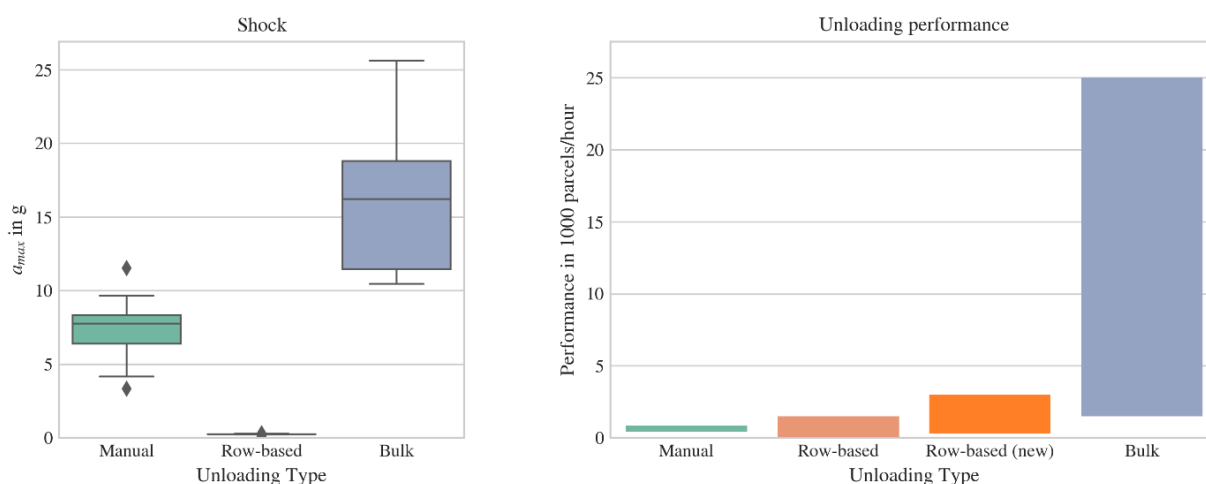 Shock
25
20
15
10
5
0
a_max in g
Manual
Row-based
Bulk
Unloading Type
Unloading performance
25
20
15
10
5
0
Performance in 1000 parcels/hour
Manual
Row-based
Row-based (new)
Bulk
Unloading Type